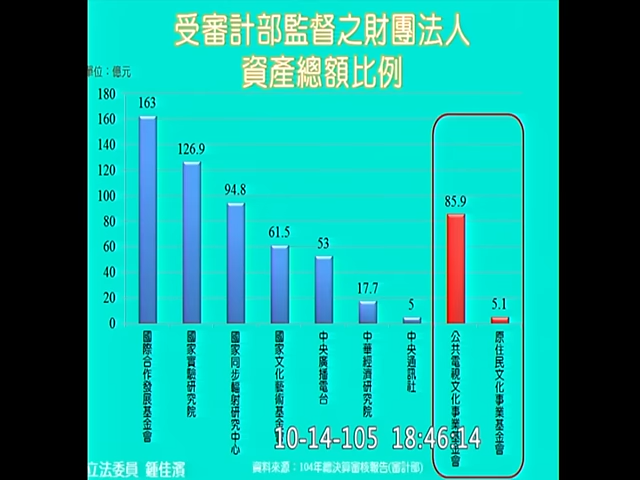 受審計部監督之財團法人
資產總額比例
單位：億元
180
160
140
120
100
80
60
40
20
0
163
126.9
94.8
61.5
53
17.7
5
85.9
5.1
國際合作發展基金會
國家實驗研究院
國家同步輻射研究中心
國家文化藝術基金會
中央廣播電台
中華經濟研究院
中央通訊社
公共電視文化事業基金會
原住民文化事業基金會
10-14-105 18:46:14
立法委員 鍾佳濱
資料來源：104年總決算審核報告(審計部)